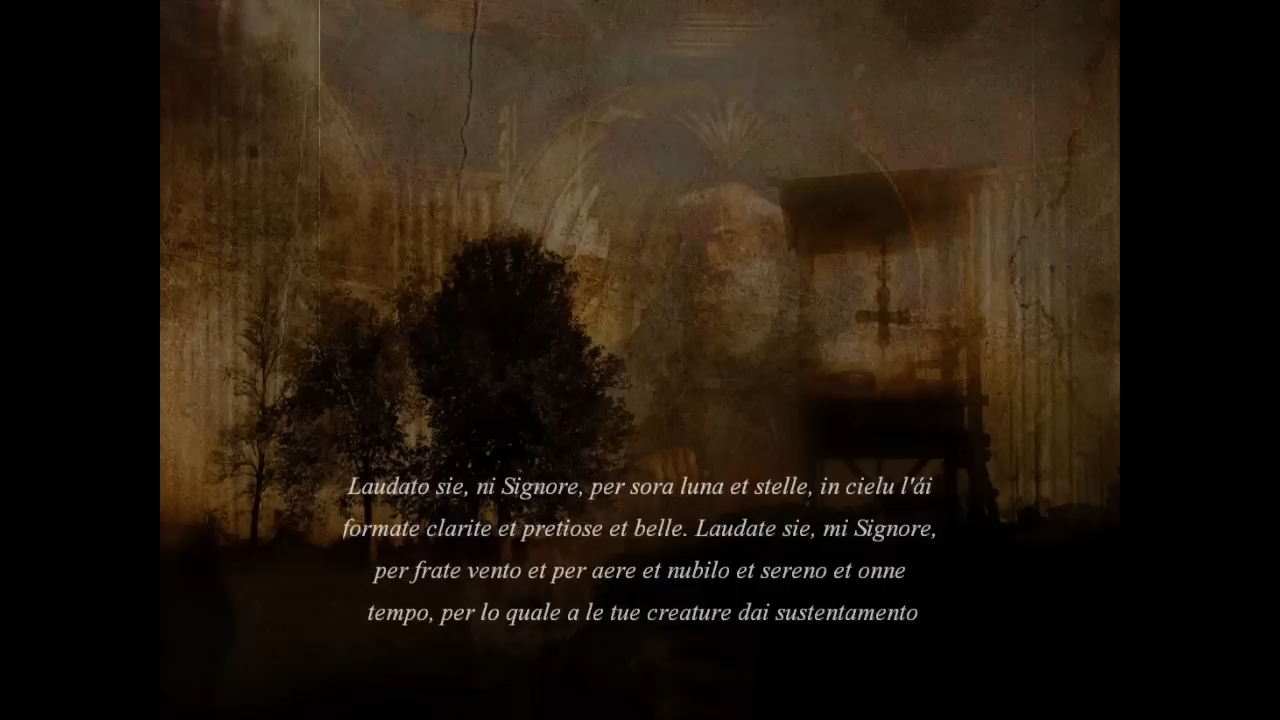 Laudato sie, ni Signore, per sora luna et stelle, in cielu l'ái
formate clarite et pretiose et belle. Laudate sie, mi Signore,
per frate vento et per aere et nubilo et sereno et onne
tempo, per lo quale a le tue creature dai sustentamento